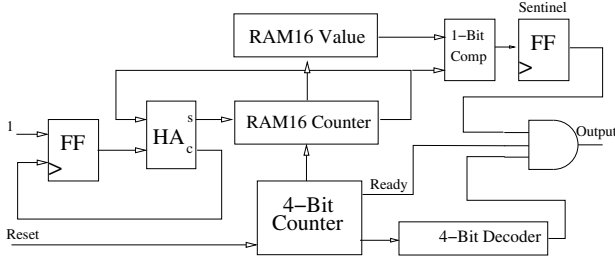 Sentinel
RAM16 Value
1-Bit
Comp
FF
1
FF
HA
s
c
RAM16 Counter
Output
Ready
4-Bit
Counter
Reset
4-Bit Decoder